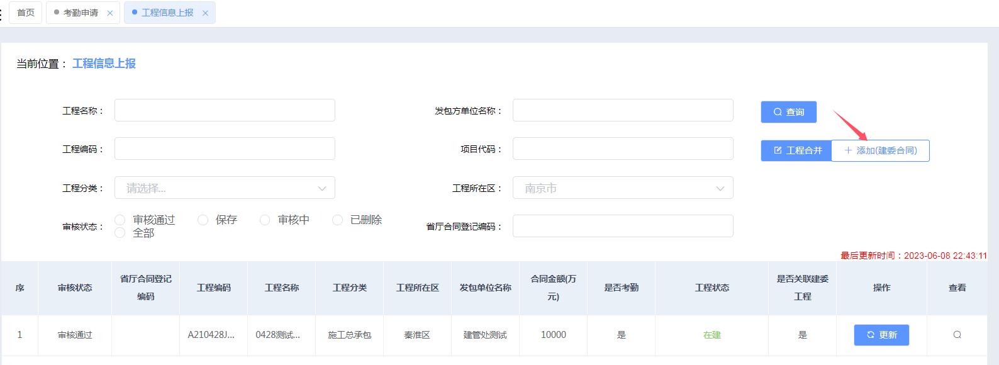 首页 考勤申请 工程信息上报
当前位置： 工程信息上报
工程名称： 发包方单位名称： 查询
工程编码： 项目代码： 工程合并 添加(建委合同)
工程分类： 请选择... 工程所在区： 南京市
审核状态： 审核通过 保存 审核中 已删除 省厅合同登记编码：
全部
最后更新时间：2023-06-08 22:43:11
序 审核状态 省厅合同登记编码 工程编码 工程名称 工程分类 工程所在区 发包单位名称 合同金额(万元) 是否考勤 工程状态 是否关联建委工程 操作 查看
1 审核通过 A210428J... 0428测试... 施工总承包 秦淮区 建管处测试 10000 是 在建 是 更新